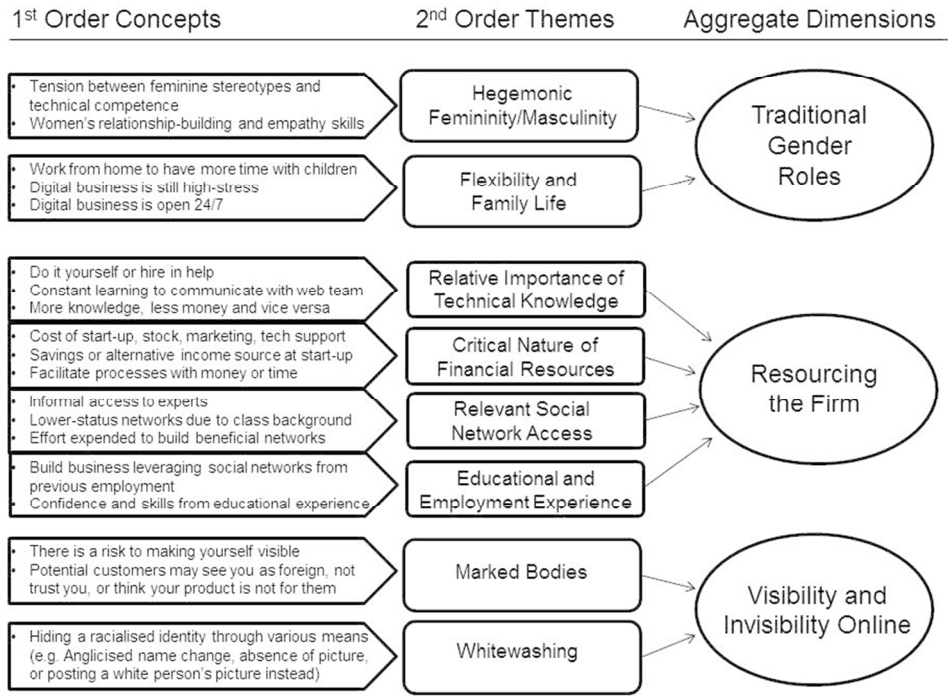 1st Order Concepts
2nd Order Themes
Aggregate Dimensions
• Tension between feminine stereotypes and
technical competence
• Women's relationship-building and empathy skills
Hegemonic
Femininity/Masculinity
• Work from home to have more time with children
• Digital business is still high-stress
• Digital business is open 24/7
Flexibility and
Family Life
Traditional
Gender
Roles
• Do it yourself or hire in help
• Constant learning to communicate with web team
• More knowledge, less money and vice versa
Relative Importance of
Technical Knowledge
• Cost of start-up, stock, marketing, tech support
• Savings or alternative income source at start-up
• Facilitate processes with money or time
Critical Nature of
Financial Resources
• Informal access to experts
• Lower-status networks due to class background
• Effort expended to build beneficial networks
Relevant Social
Network Access
• Build business leveraging social networks from
previous employment
• Confidence and skills from educational experience
Educational and
Employment Experience
Resourcing
the Firm
• There is a risk to making yourself visible
• Potential customers may see you as foreign, not
trust you, or think your product is not for them
Marked Bodies
• Hiding a racialised identity through various means
(e.g. Anglicised name change, absence of picture,
or posting a white person's picture instead)
Whitewashing
Visibility and
Invisibility Online